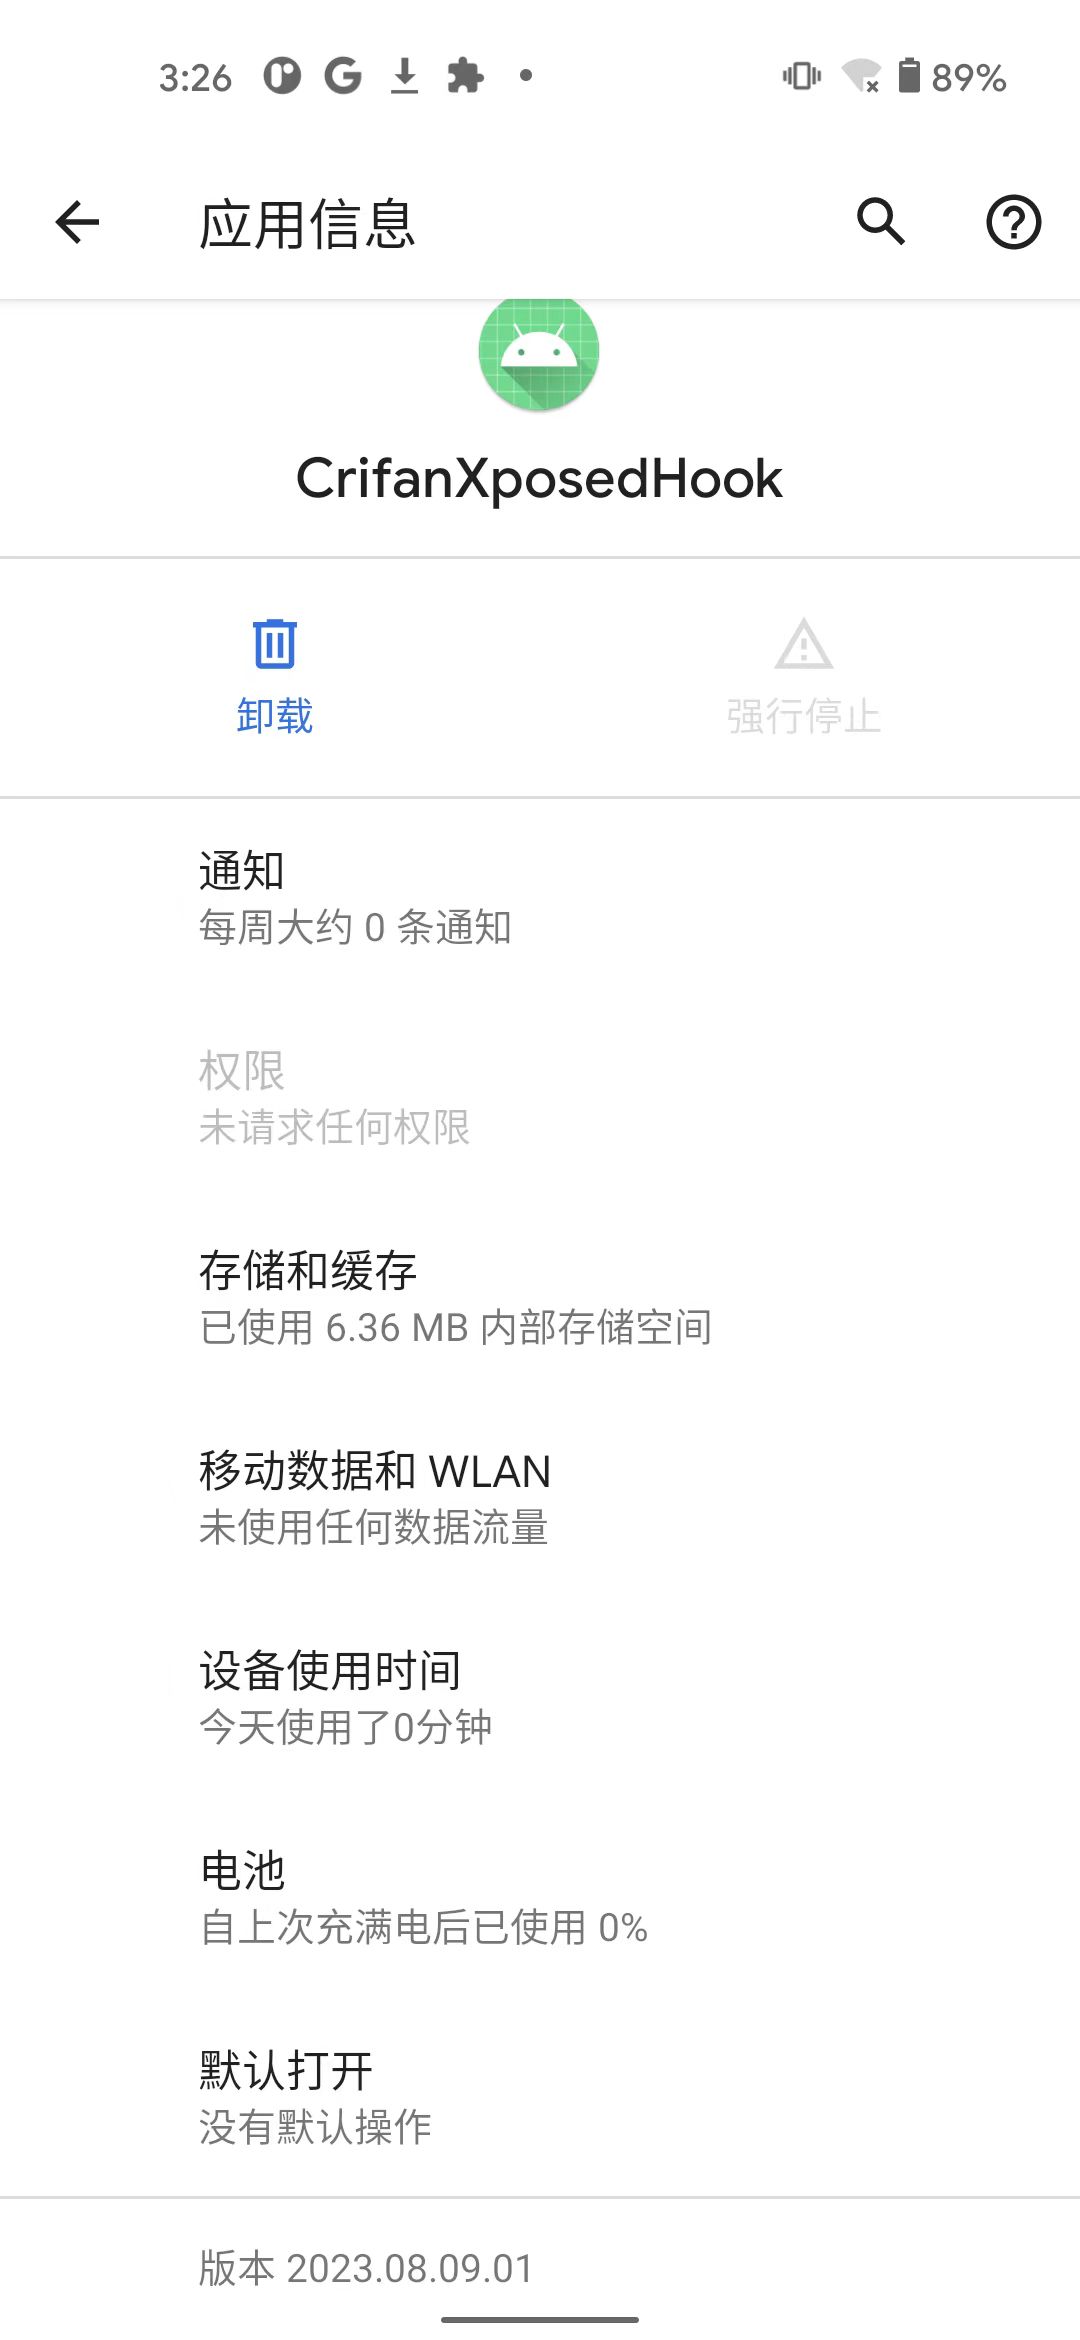 3:26
89%
应用信息
CrifanXposedHook
卸载
强行停止
通知
每周大约 0 条通知
权限
未请求任何权限
存储和缓存
已使用 6.36 MB 内部存储空间
移动数据和 WLAN
未使用任何数据流量
设备使用时间
今天使用了0分钟
电池
自上次充满电后已使用 0%
默认打开
没有默认操作
版本 2023.08.09.01